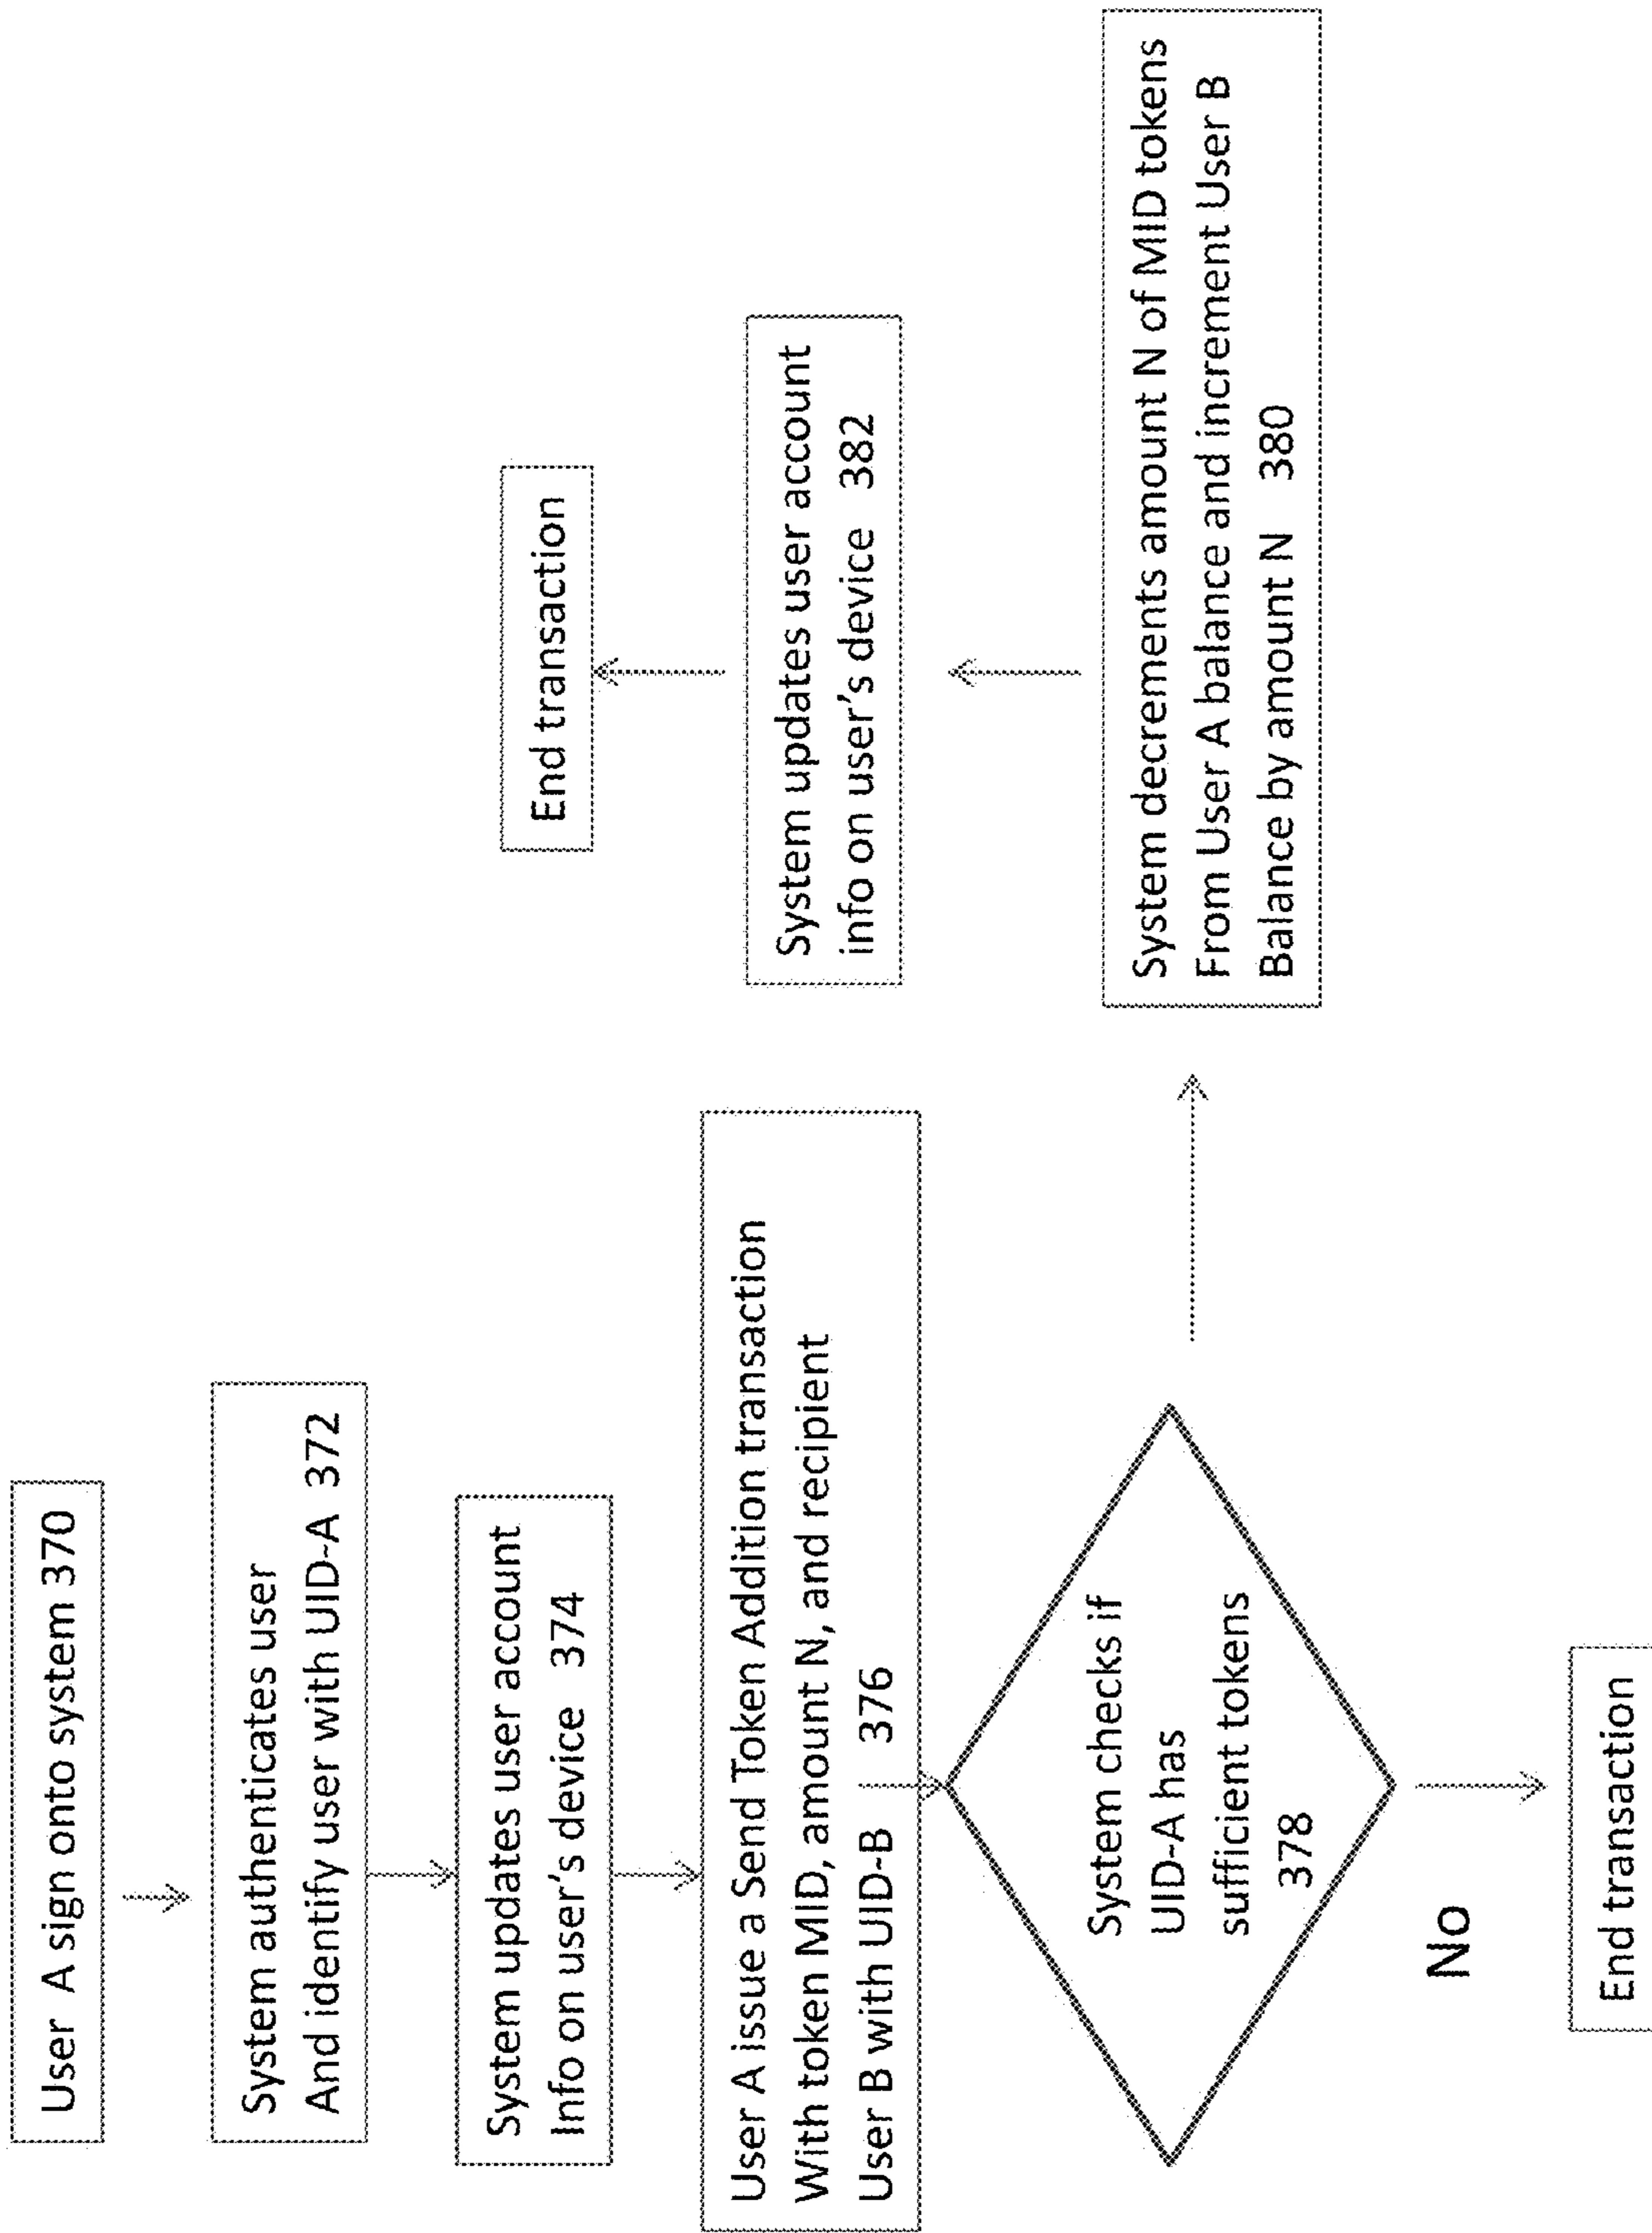 User A sign onto system 370
System authenticates user
And identify user with UID-A 372
System updates user account
Info on user's device 374
User A issue a Send Token Addition transaction
With token MID, amount N, and recipient
User B with UID-B 376
System checks if
UID-A has
sufficient tokens
378
No
End transaction
System decrements amount N of MID tokens
From User A balance and increment User B
Balance by amount N 380
System updates user account
info on user's device 382
End transaction